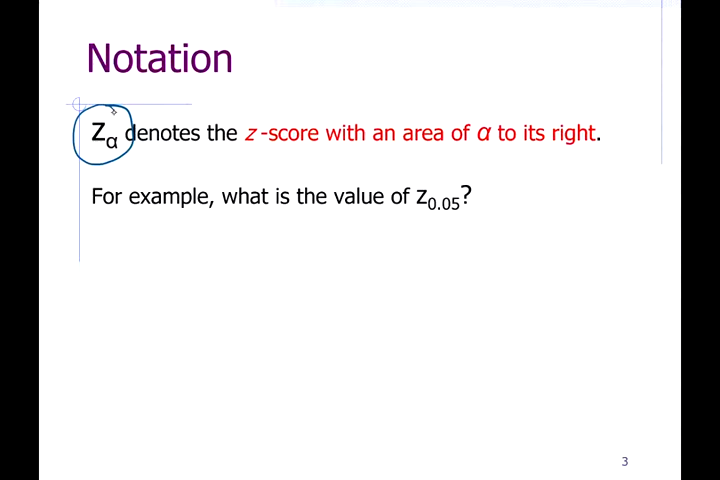 Notation
zα denotes the z-score with an area of α to its right.
For example, what is the value of z0.05?
3